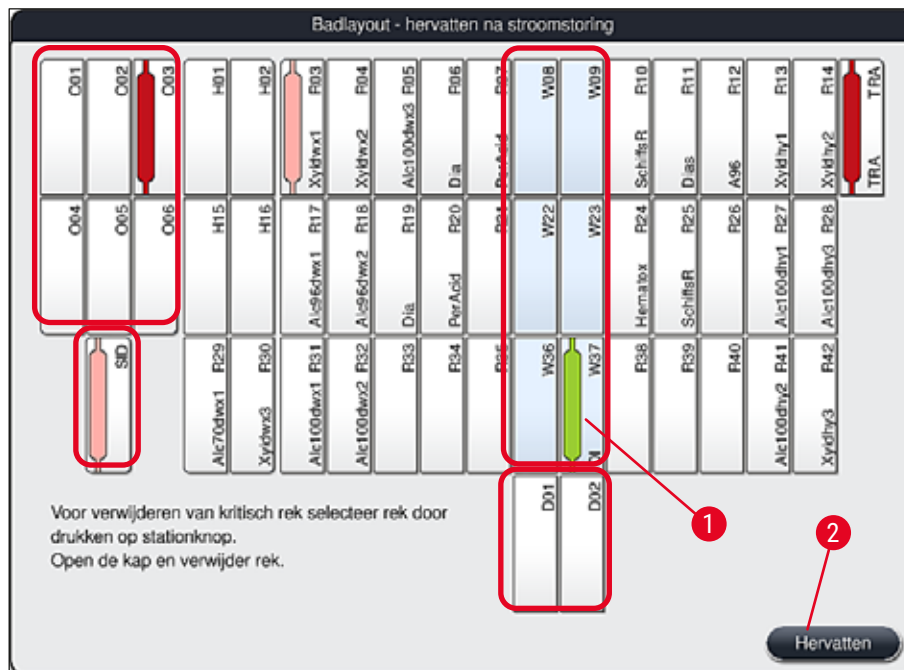 Badlayout - hervatten na stroomstoring
O01
O02
O03
H01
H02
Xyldwx1 R03
Xyldwx2 R04
Alc100dwx3 R05
Dia R06
PerAcid R07
W08
W09
SchiffsR R10
Dias R11
A96 R12
Xyldhy1 R13
Xyldhy2 R14
TRA TRA
O04
O05
O06
H15
H16
Alc96dwx1 R17
Alc96dwx2 R18
Dia R19
PerAcid R20
R21
W22
W23
Hematox R24
SchiffsR R25
R26
Alc100dhy1 R27
Alc100dhy3 R28
SID
Alc70dwx1 R29
Xyldwx3 R30
Alc100dwx1 R31
Alc100dwx2 R32
R33
R34
R35
W36
DI W37
R38
R39
R40
Alc100dhy2 R41
Xyldhy3 R42
D01
D02
Voor verwijderen van kritisch rek selecteer rek door
drukken op stationknop.
Open de kap en verwijder rek.
1
2
Hervatten